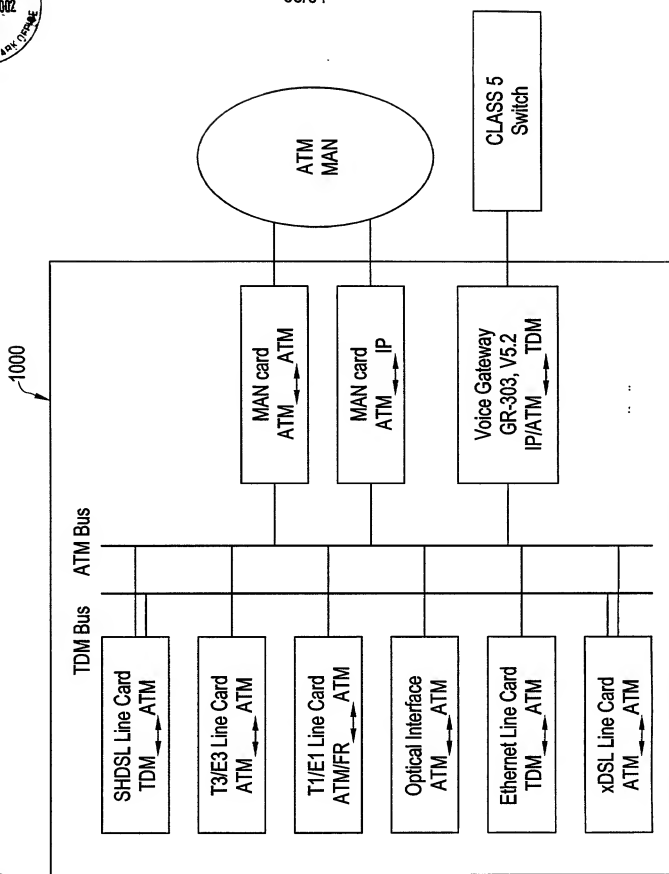 1000
TDM Bus
ATM Bus
SHDSL Line Card
TDM ATM
T3/E3 Line Card
ATM ATM
T1/E1 Line Card
ATM/FR ATM
Optical Interface
ATM ATM
Ethernet Line Card
TDM ATM
xDSL Line Card
ATM ATM
MAN card
ATM ATM
MAN card
ATM IP
Voice Gateway
GR-303, V5.2
IP/ATM TDM
ATM
MAN
CLASS 5
Switch